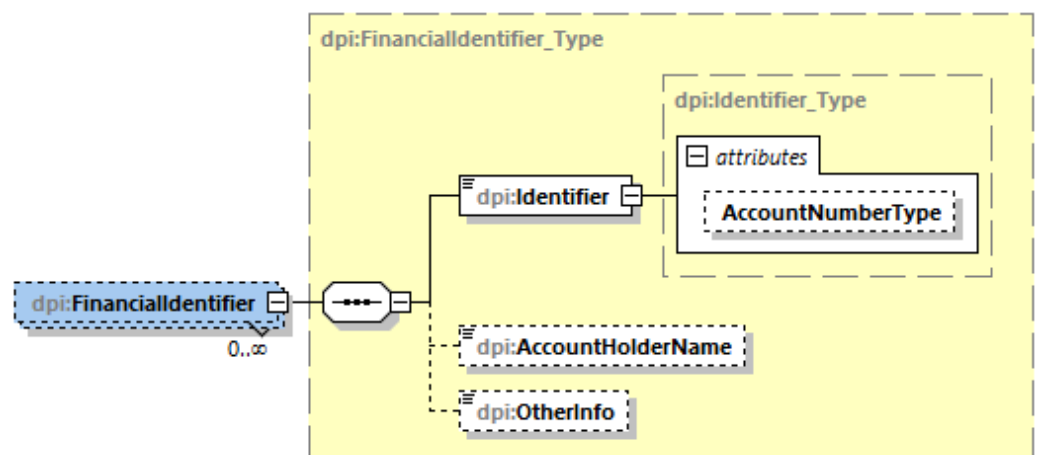 dpi:FinancialIdentifier_Type
dpi:Identifier_Type
attributes
dpi:Identifier
AccountNumberType
dpi:FinancialIdentifier
0..∞
dpi:AccountHolderName
dpi:OtherInfo